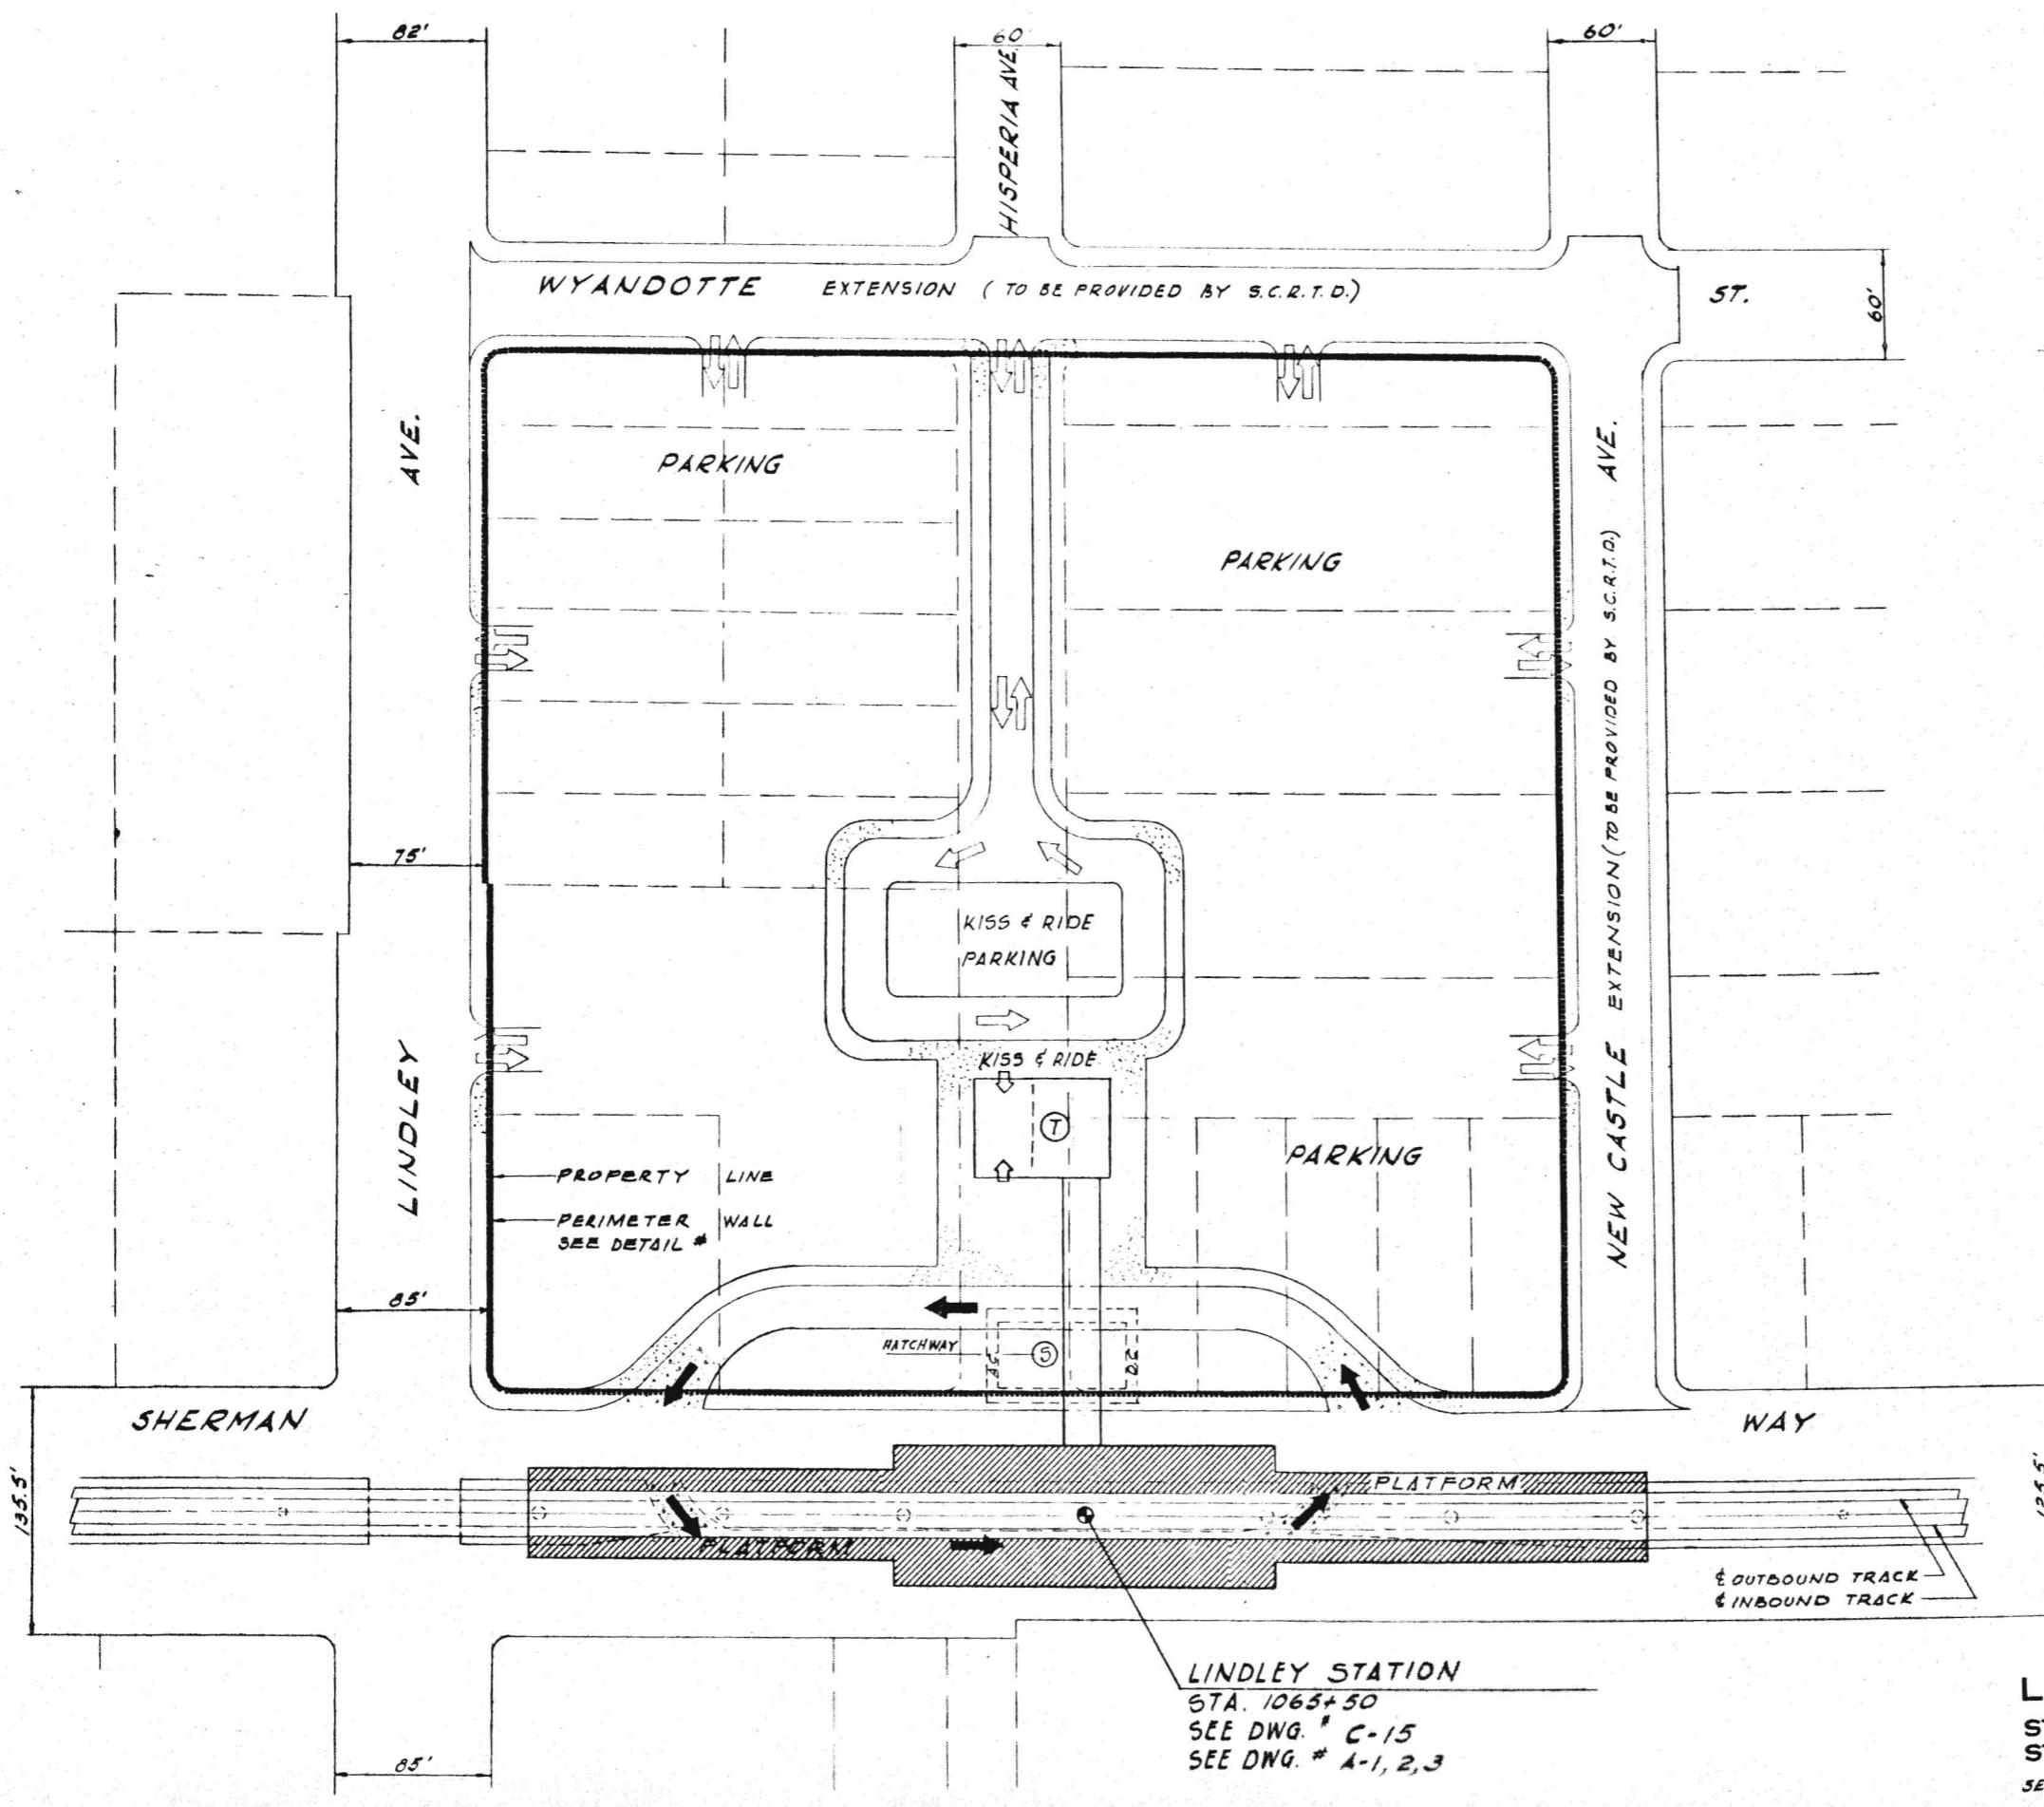 82'
60'
60'
HISPERIA AVE.
WYANDOTTE EXTENSION ( TO BE PROVIDED BY S.C.R.T.D.) ST.
60'
AVE.
PARKING
PARKING
NEW CASTLE EXTENSION (TO BE PROVIDED BY S.C.R.T.D.) AVE.
75'
KISS & RIDE
PARKING
KISS & RIDE
T
LINDLEY
PARKING
PROPERTY LINE
PERIMETER WALL
SEE DETAIL #
85'
HATCHWAY
S
SHERMAN WAY
135.5'
PLATFORM
PLATFORM
℄ OUTBOUND TRACK
℄ INBOUND TRACK
LINDLEY STATION
STA. 1065+50
SEE DWG. # C-15
SEE DWG. # A-1, 2, 3
85'
L
S
S
SE